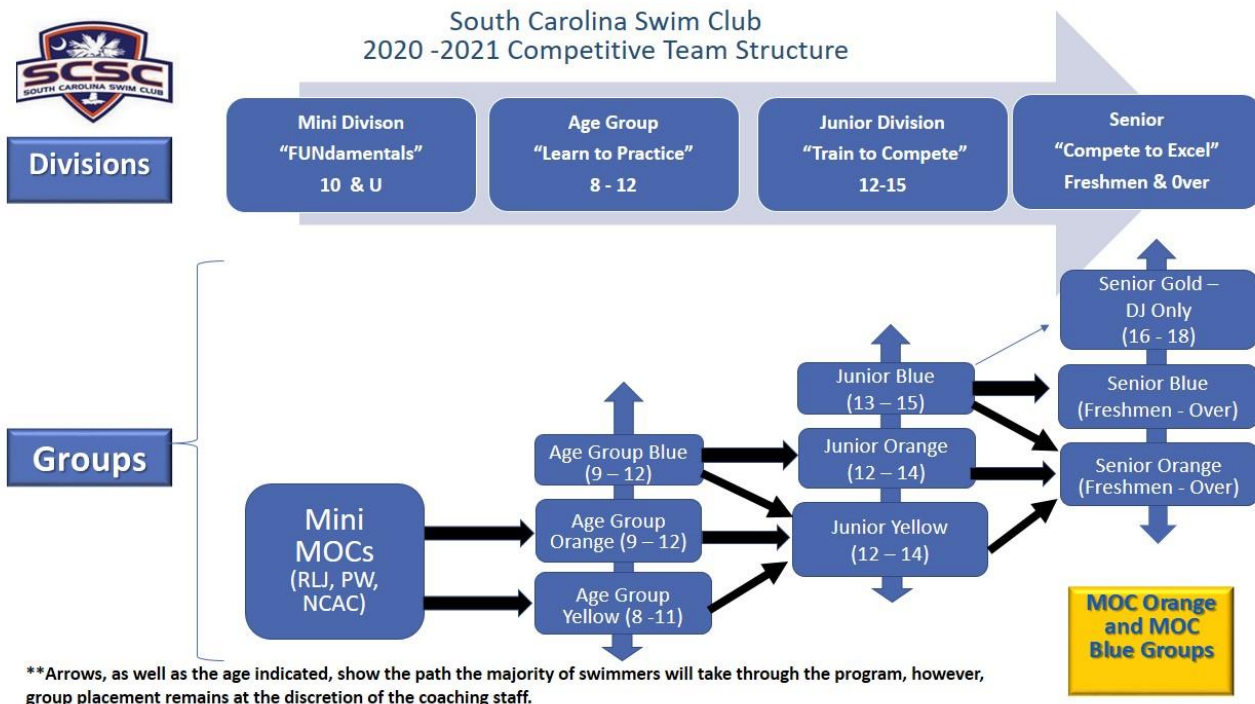 South Carolina Swim Club
2020 -2021 Competitive Team Structure
SCSC
SOUTH CAROLINA SWIM CLUB
Divisions
Mini Divison
“FUNdamentals”
10 & U
Age Group
“Learn to Practice”
8 - 12
Junior Division
“Train to Compete”
12-15
Senior
“Compete to Excel”
Freshmen & 0ver
Groups
Mini
MOCs
(RLJ, PW,
NCAC)
Age Group Blue
(9 – 12)
Age Group
Orange (9 – 12)
Age Group
Yellow (8 -11)
Junior Blue
(13 – 15)
Junior Orange
(12 – 14)
Junior Yellow
(12 – 14)
Senior Gold –
DJ Only
(16 - 18)
Senior Blue
(Freshmen - Over)
Senior Orange
(Freshmen - Over)
MOC Orange
and MOC
Blue Groups
**Arrows, as well as the age indicated, show the path the majority of swimmers will take through the program, however,
group placement remains at the discretion of the coaching staff.